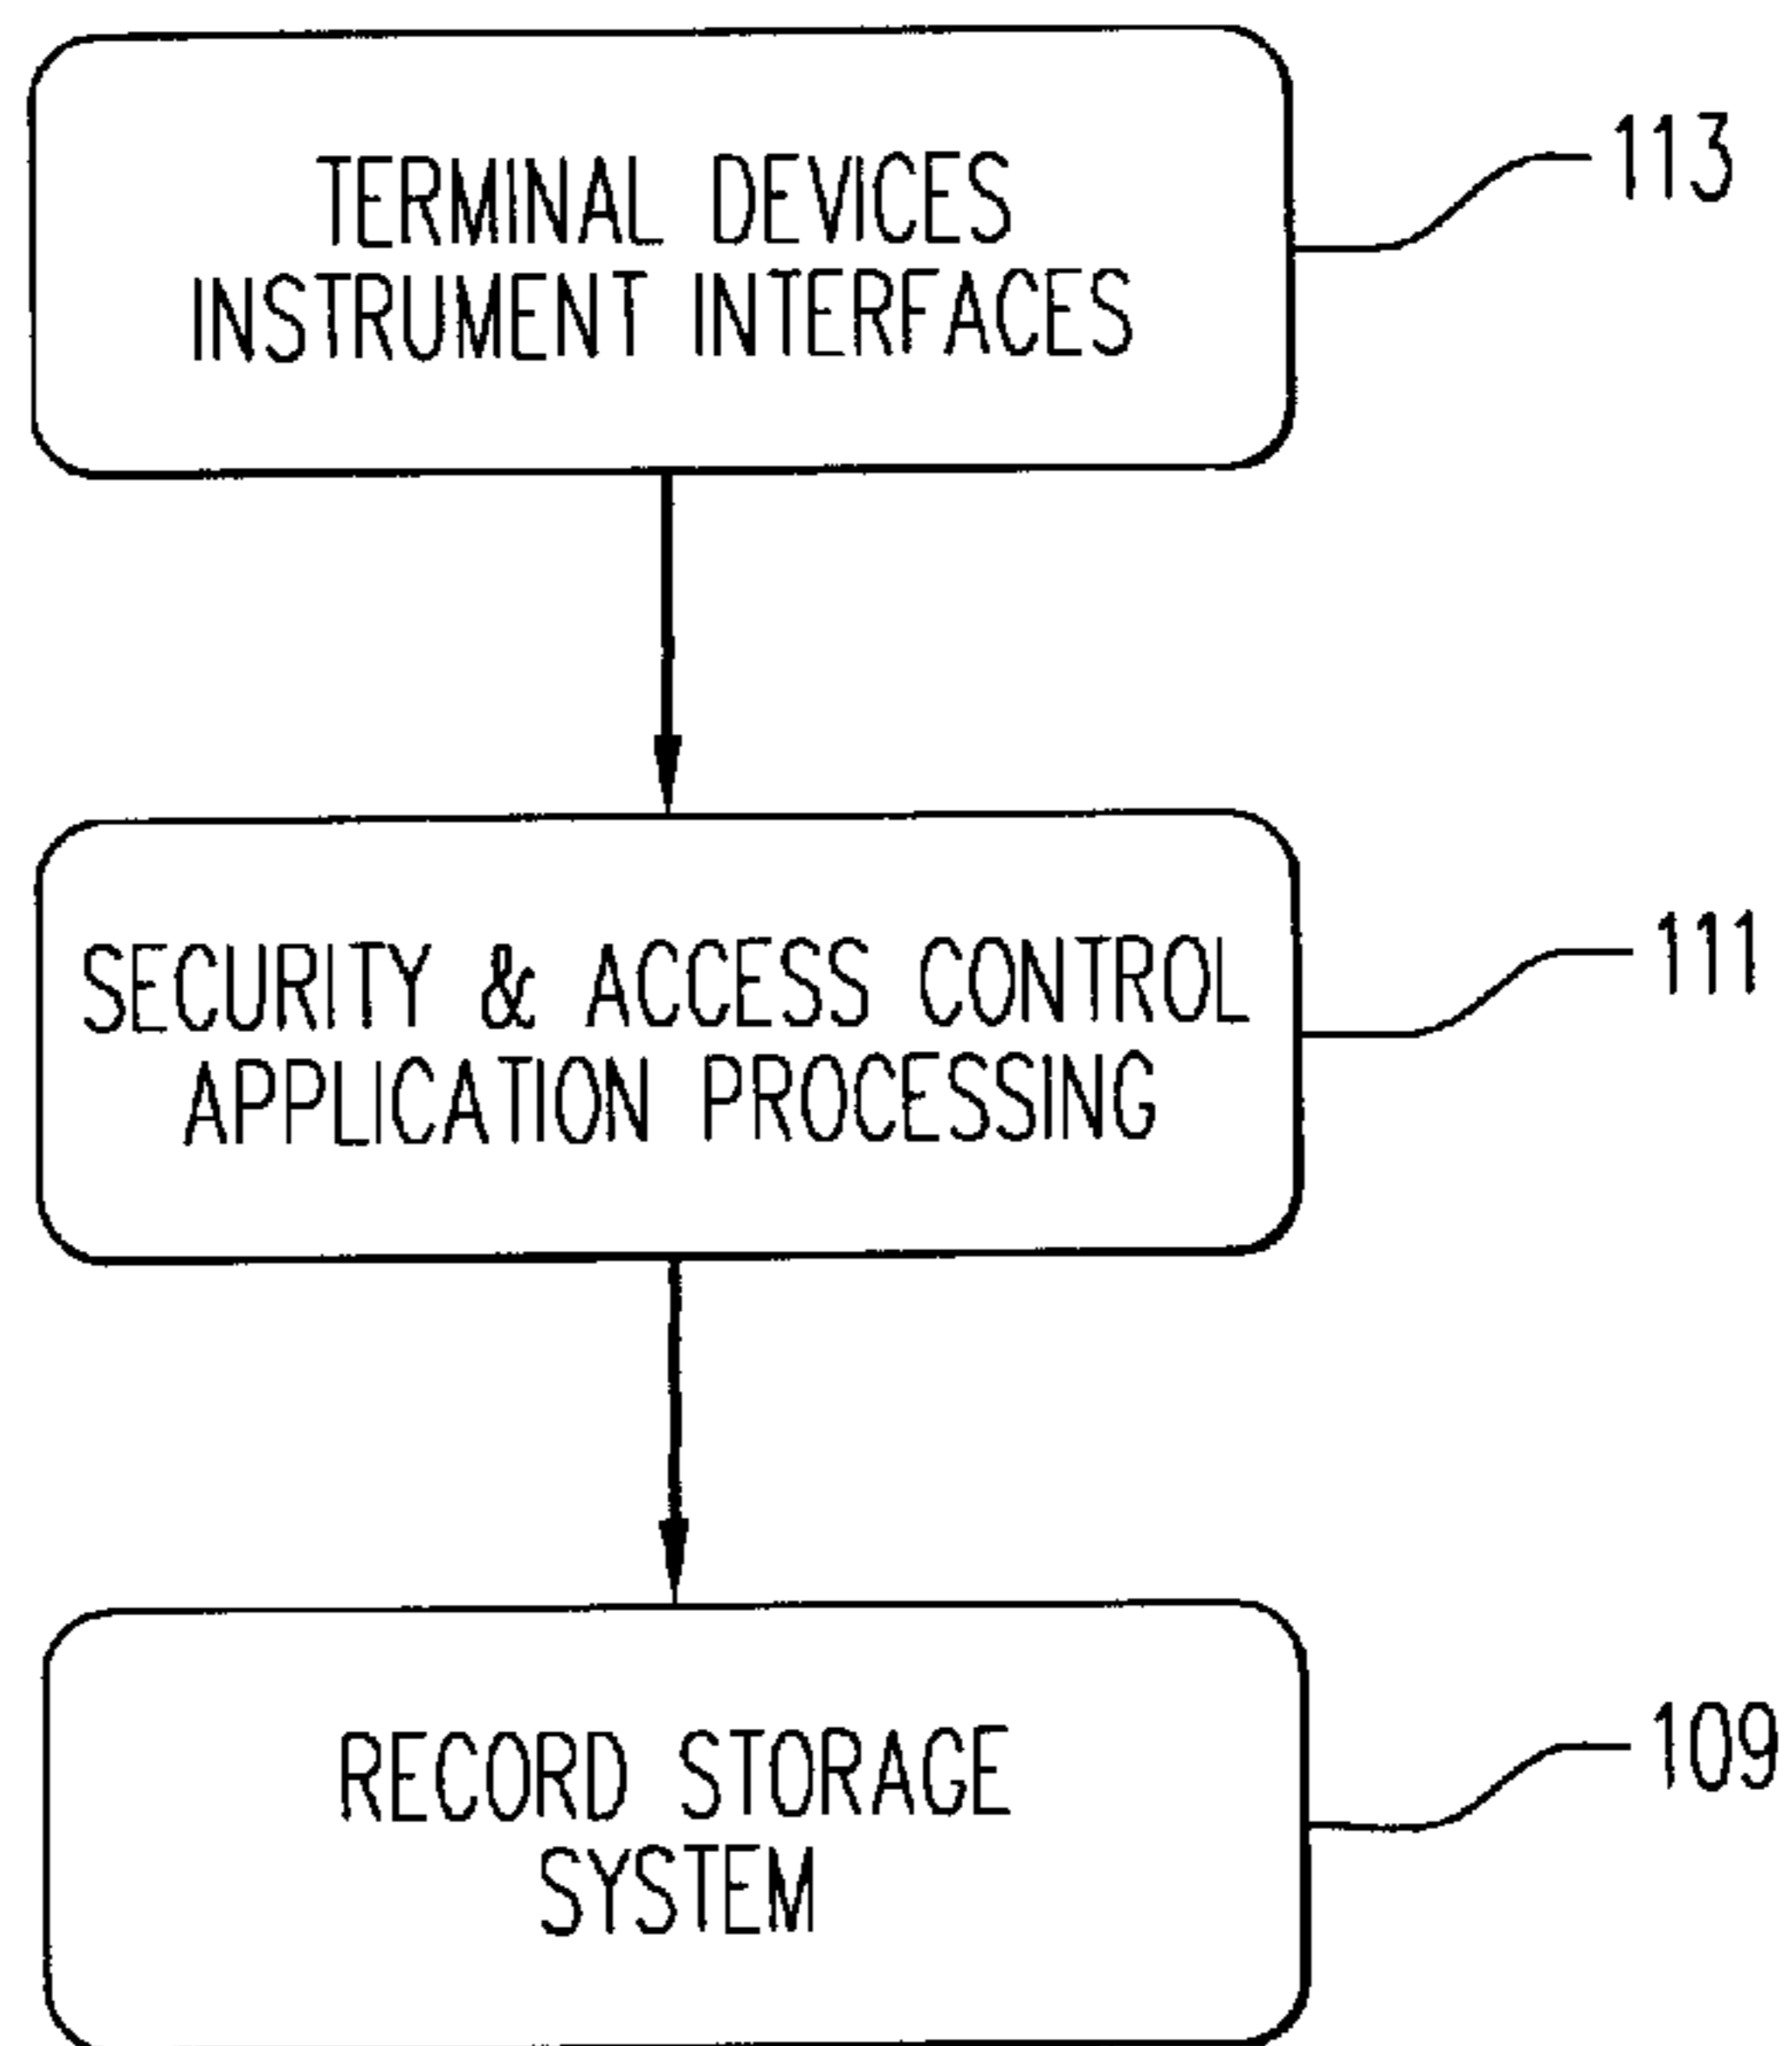 TERMINAL DEVICES
INSTRUMENT INTERFACES
113
SECURITY & ACCESS CONTROL
APPLICATION PROCESSING
111
RECORD STORAGE
SYSTEM
109